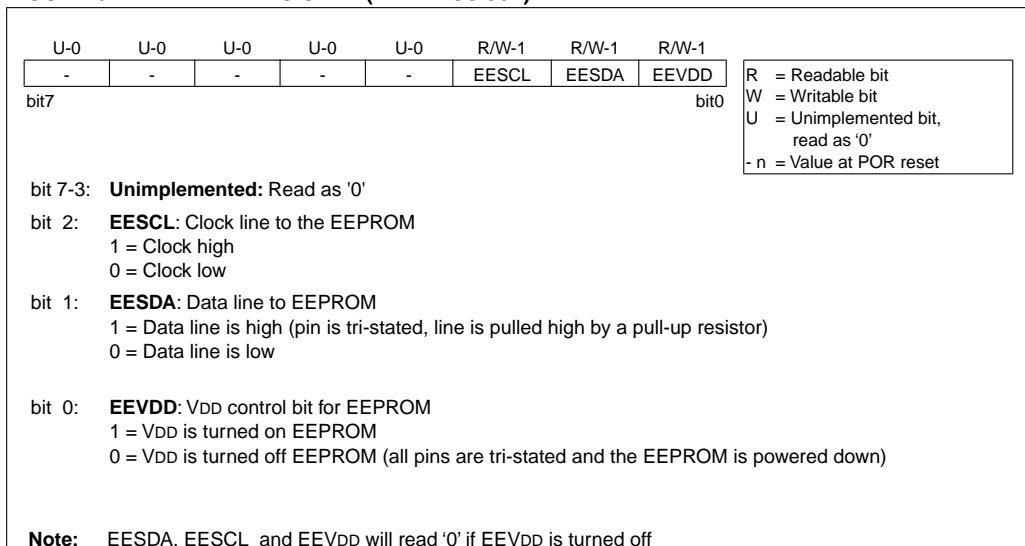 U-0 U-0 U-0 U-0 U-0 R/W-1 R/W-1 R/W-1
- - - - - EESCL EESDA EEVDD
bit7 bit0
R = Readable bit
W = Writable bit
U = Unimplemented bit,
read as ‘0’
- n = Value at POR reset
bit 7-3: Unimplemented: Read as '0'
bit 2: EESCL: Clock line to the EEPROM
1 = Clock high
0 = Clock low
bit 1: EESDA: Data line to EEPROM
1 = Data line is high (pin is tri-stated, line is pulled high by a pull-up resistor)
0 = Data line is low
bit 0: EEVDD: VDD control bit for EEPROM
1 = VDD is turned on EEPROM
0 = VDD is turned off EEPROM (all pins are tri-stated and the EEPROM is powered down)
Note: EESDA, EESCL and EEVDD will read ‘0’ if EEVDD is turned off